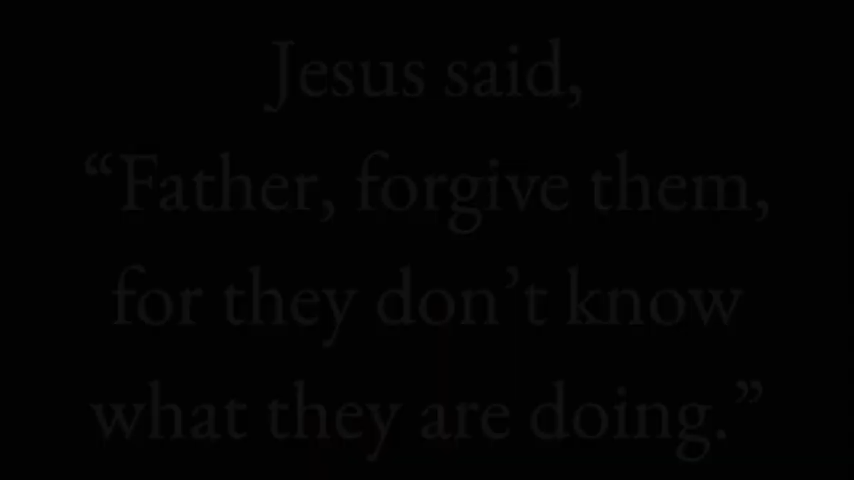 Jesus said,
“Father, forgive them,
for they don’t know
what they are doing.”